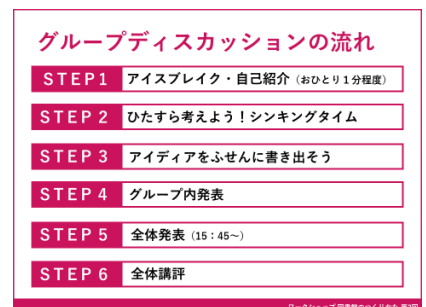 グループディスカッションの流れ
STEP1 アイスブレイク・自己紹介（おひとり１分程度）
STEP 2 ひたすら考えよう！シンキングタイム
STEP 3 アイディアをふせんに書き出そう
STEP 4 グループ内発表
STEP 5 全体発表（15：45～）
STEP 6 全体講評